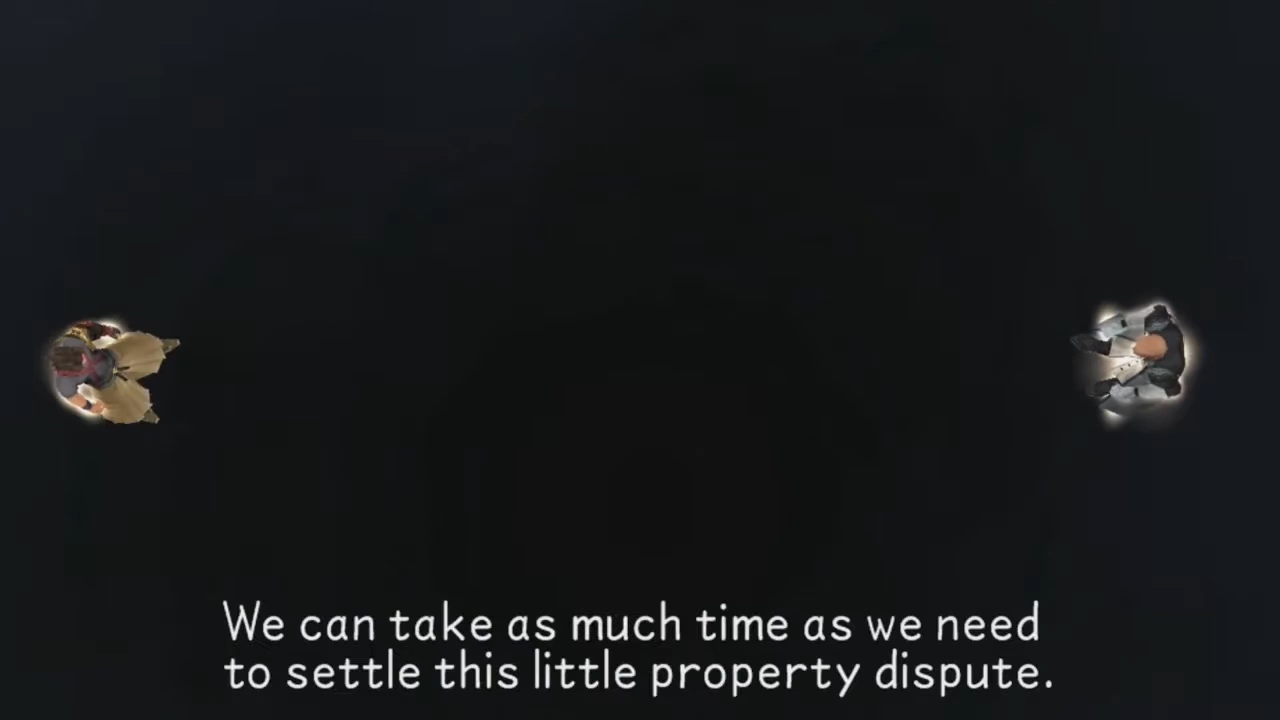 We can take as much time as we need
to settle this little property dispute.